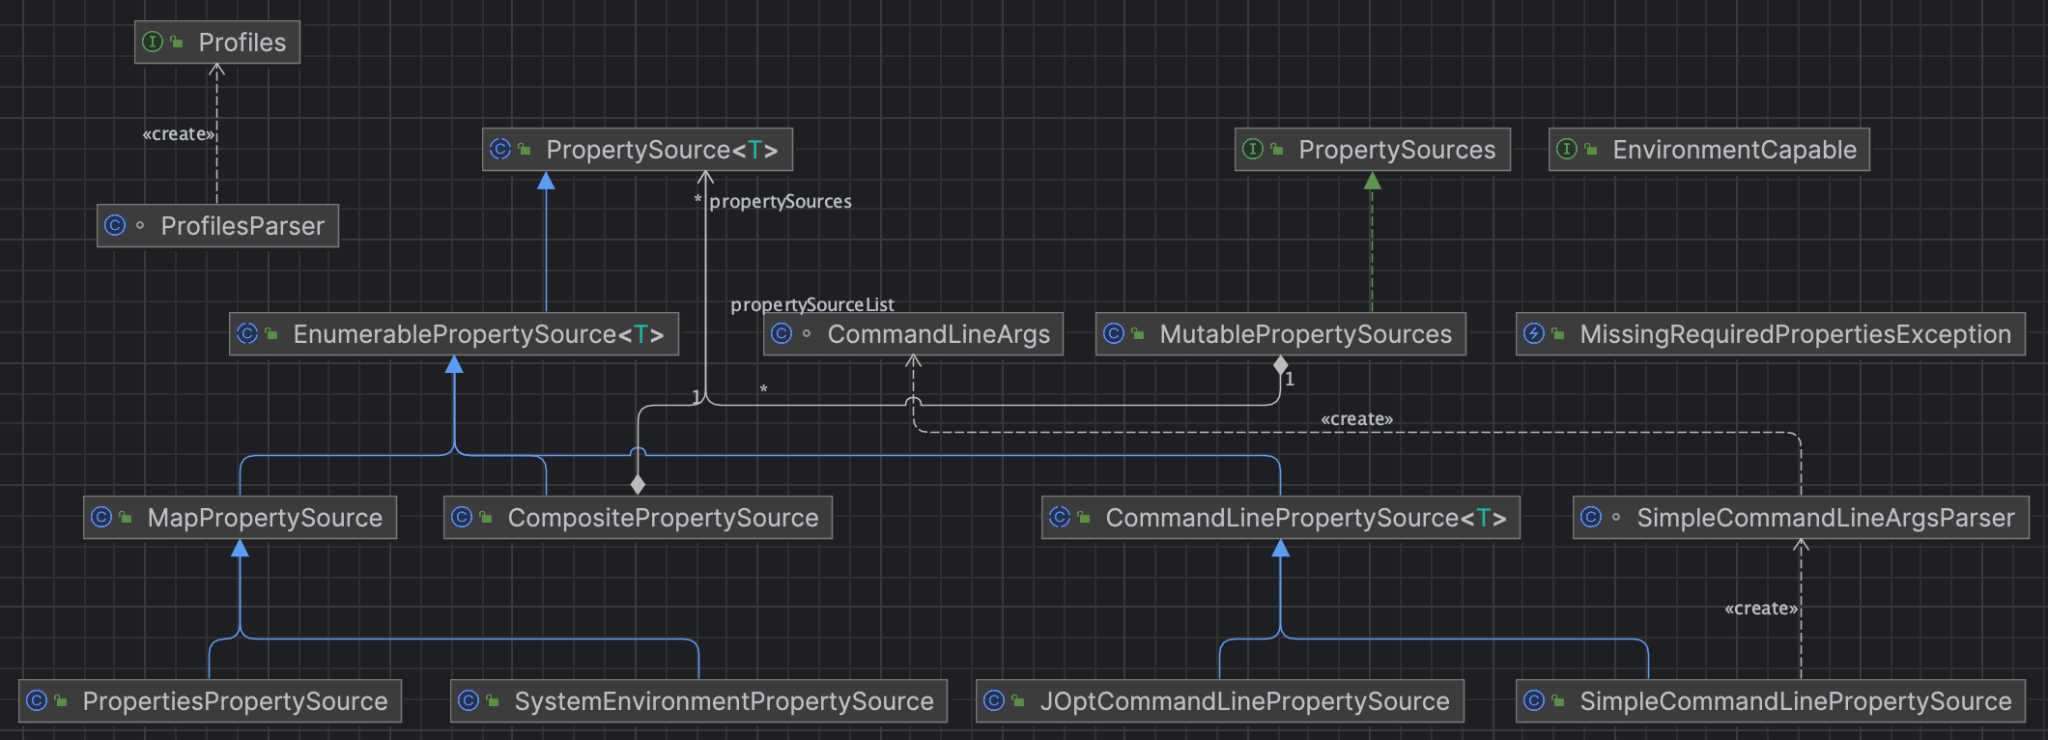 Profiles
«create»
PropertySource<T>
PropertySources
EnvironmentCapable
* propertySources
ProfilesParser
propertySourceList
EnumerablePropertySource<T>
CommandLineArgs
MutablePropertySources
MissingRequiredPropertiesException
1
*
1
«create»
MapPropertySource
CompositePropertySource
CommandLinePropertySource<T>
SimpleCommandLineArgsParser
«create»
PropertiesPropertySource
SystemEnvironmentPropertySource
JOptCommandLinePropertySource
SimpleCommandLinePropertySource